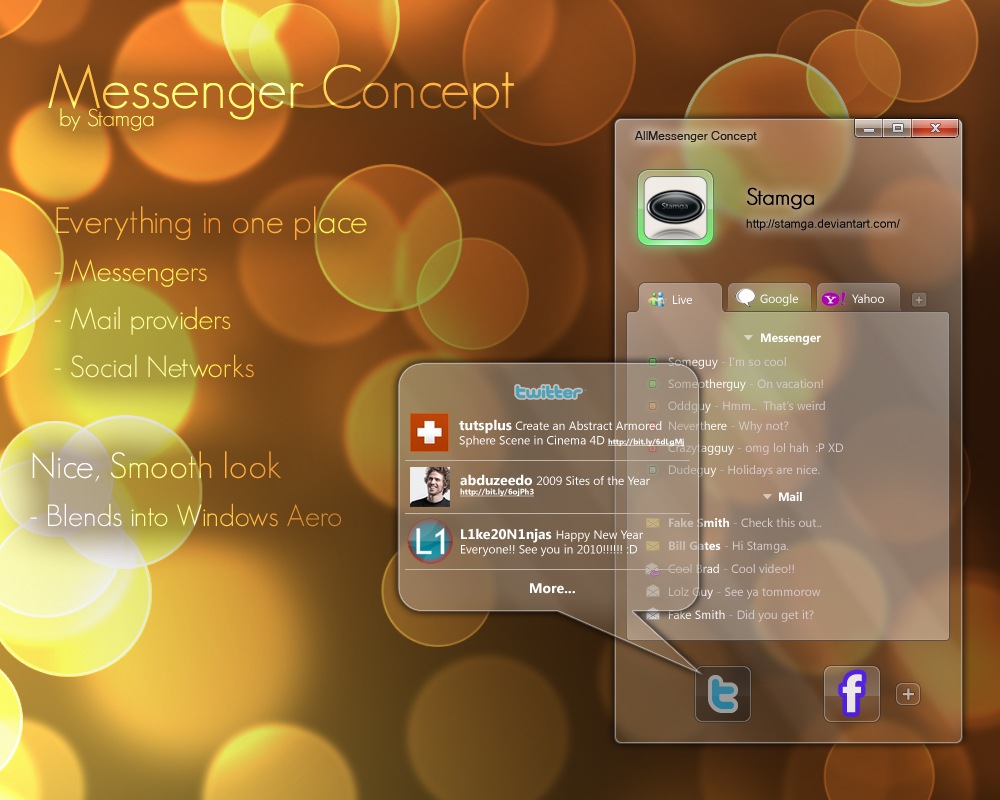 Messenger Concept
by Stamga
Everything in one place
- Messengers
- Mail providers
- Social Networks
Nice, Smooth look
- Blends into Windows Aero
AllMessenger Concept
Stamga
Stamga
http://stamga.deviantart.com/
Live
Google
Y! Yahoo
Messenger
Someguy - I'm so cool
Someotherguy - On vacation!
Oddguy - Hmm.. That's weird
Neverthere - Why not?
Crazyfagguy - omg lol hah :P XD
Dudeguy - Holidays are nice.
Mail
Fake Smith - Check this out..
Bill Gates - Hi Stamga.
Cool Brad - Cool video!!
Lolz Guy - See ya tommorow
Fake Smith - Did you get it?
twitter
tutsplus Create an Abstract Armored
Sphere Scene in Cinema 4D http://bit.ly/6dLgMj
abduzeedo 2009 Sites of the Year
http://bit.ly/6ojPh3
L1
L1ke20N1njas Happy New Year
Everyone!! See you in 2010!!!!!! :D
More...
t
f